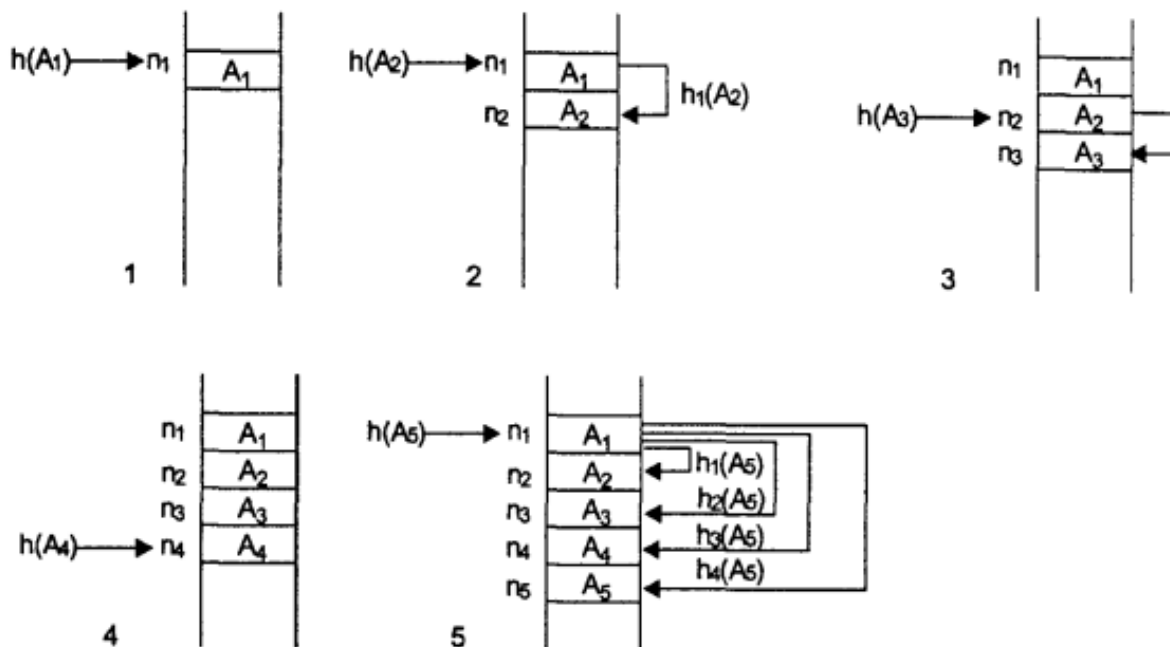 h(A₁) n₁ A₁
1
h(A₂) n₁ A₁
h₁(A₂)
n₂ A₂
2
n₁ A₁
h(A₃) n₂ A₂
n₃ A₃
3
n₁ A₁
n₂ A₂
n₃ A₃
h(A₄) n₄ A₄
4
h(A₅) n₁ A₁
h₁(A₅)
n₂ A₂
h₂(A₅)
n₃ A₃
h₃(A₅)
n₄ A₄
h₄(A₅)
n₅ A₅
5